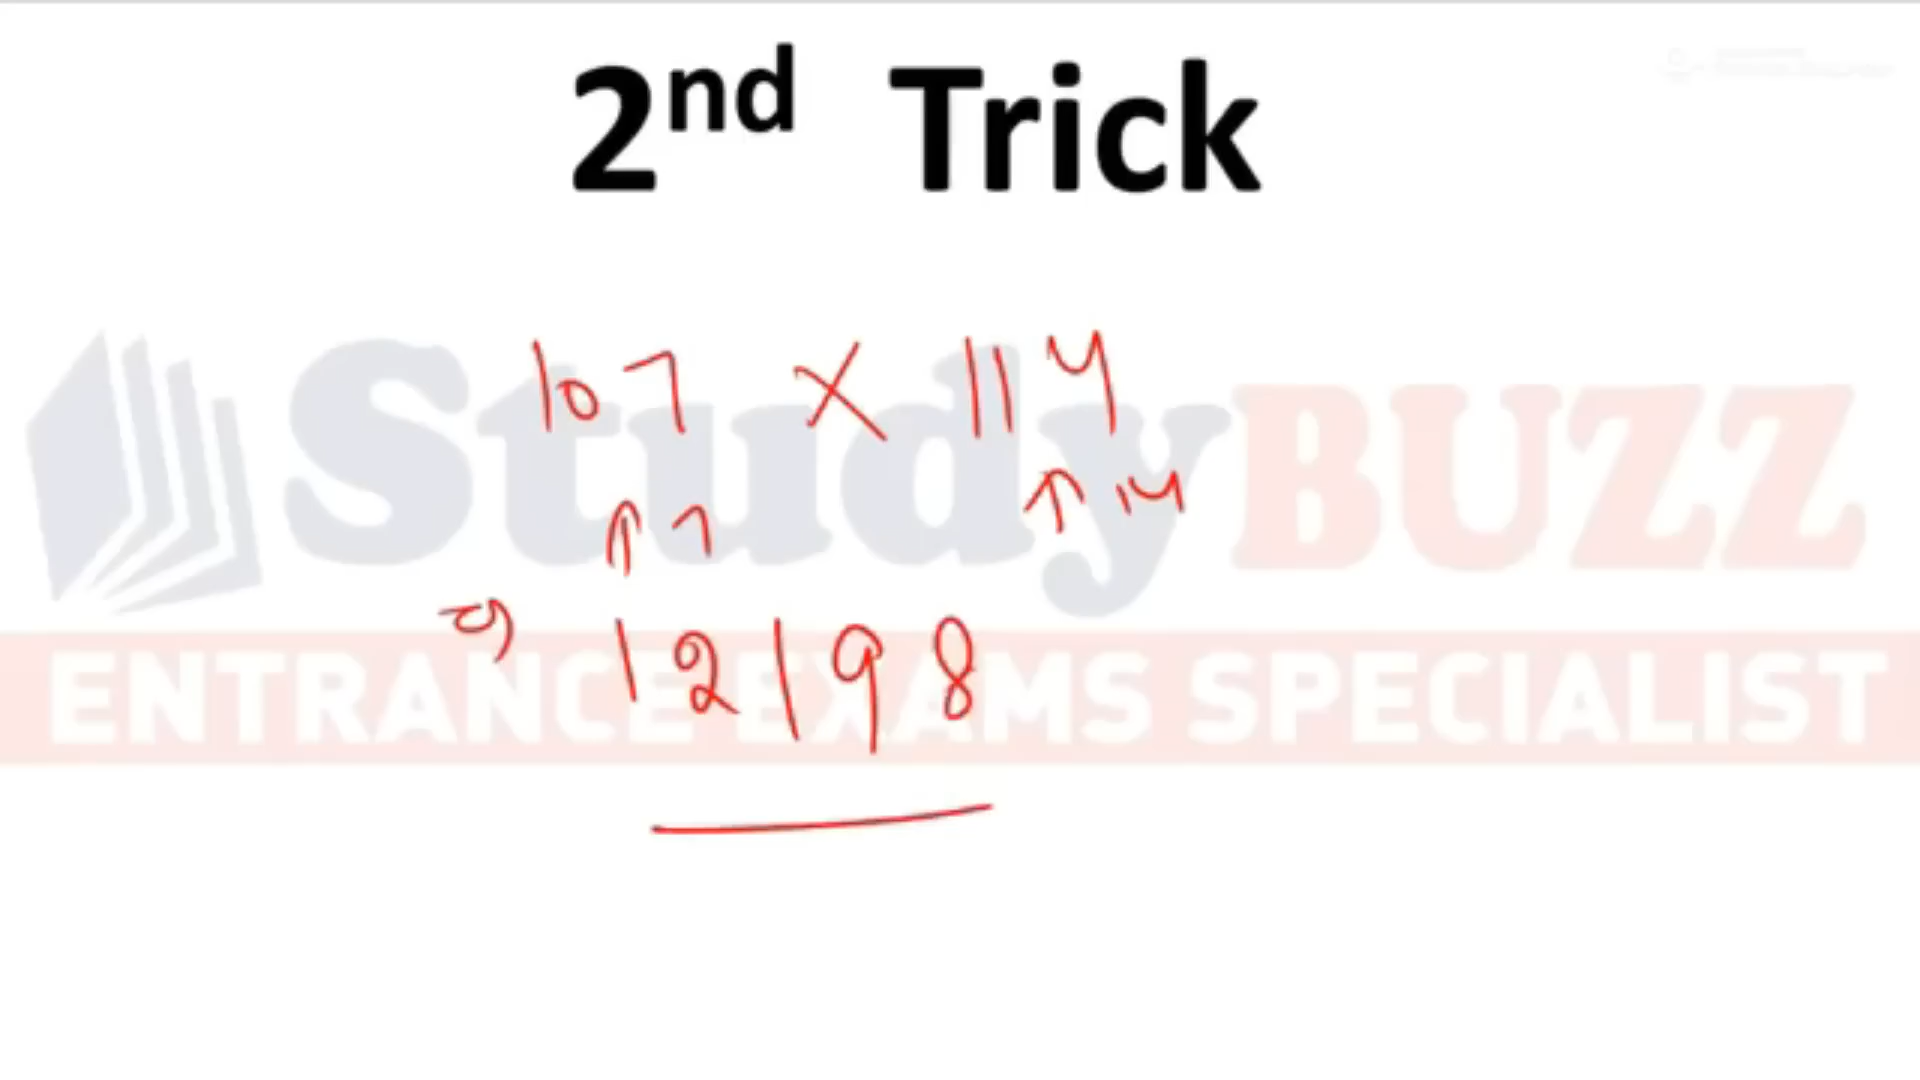 2nd Trick
107 × 114
↑7 ↑14
⇒ 12198
StudyBUZZ
ENTRANCE EXAMS SPECIALIST